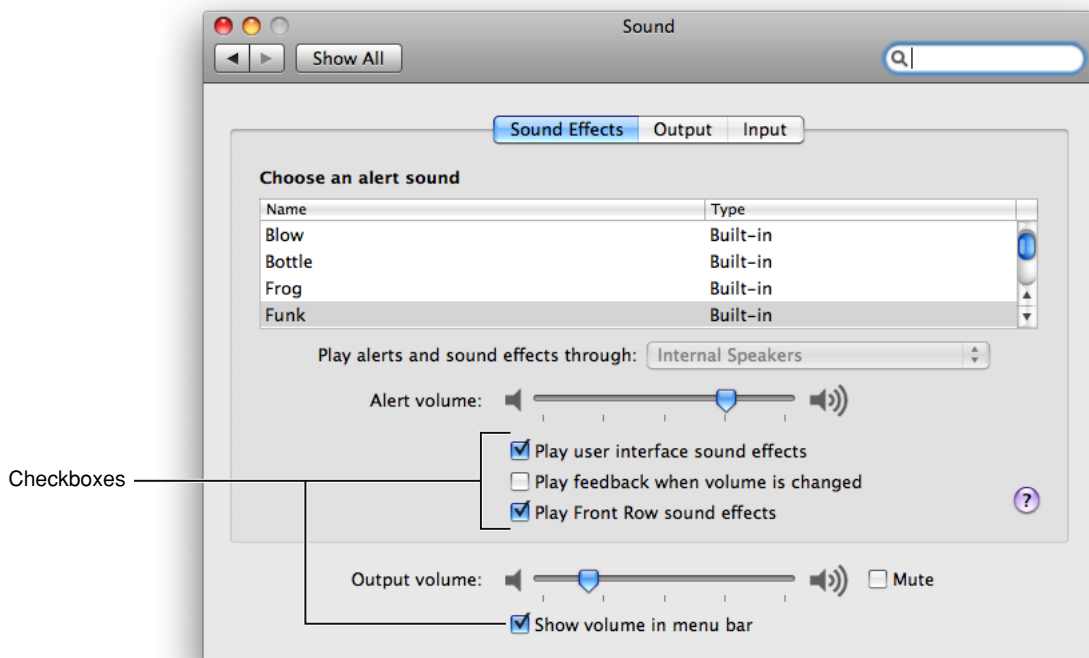 Sound
Show All
Sound Effects Output Input
Choose an alert sound
Name Type
Blow Built-in
Bottle Built-in
Frog Built-in
Funk Built-in
Play alerts and sound effects through: Internal Speakers
Alert volume:
Play user interface sound effects
Checkboxes
Play feedback when volume is changed
?
Play Front Row sound effects
Output volume: Mute
Show volume in menu bar